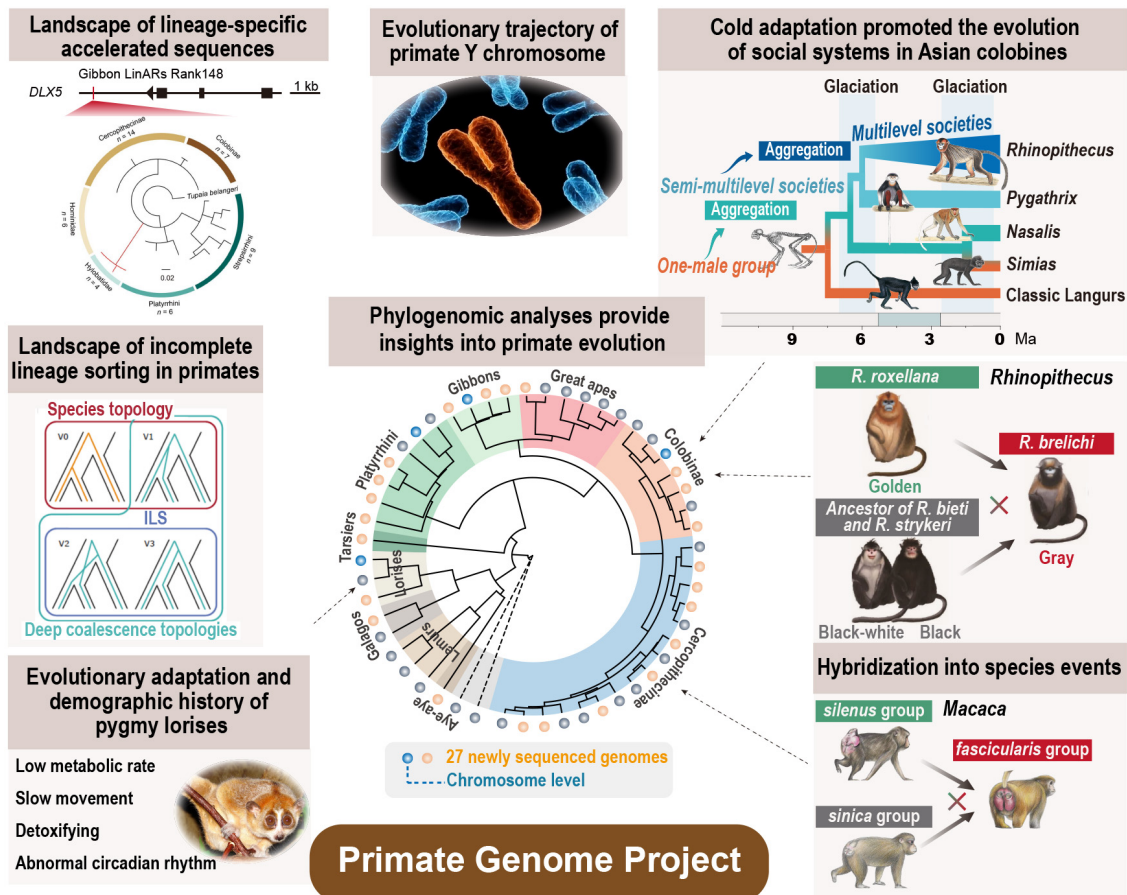 Landscape of lineage-specific
accelerated sequences
Gibbon LinARs Rank148
DLX5
1 kb
Cercopithecinae
n = 14
Colobinae
n = 7
Tupaia belangeri
Hominidae
n = 6
Strepsirrhini
n = 9
0.02
Hylobatidae
n = 4
Platyrrhini
n = 6
Evolutionary trajectory of
primate Y chromosome
Cold adaptation promoted the evolution
of social systems in Asian colobines
Glaciation
Glaciation
Multilevel societies
Aggregation
Rhinopithecus
Semi-multilevel societies
Aggregation
Pygathrix
Nasalis
One-male group
Simias
Classic Langurs
9
6
3
0
Ma
Landscape of incomplete
lineage sorting in primates
Species topology
V0
V1
ILS
V2
V3
Deep coalescence topologies
Phylogenomic analyses provide
insights into primate evolution
Gibbons
Great apes
Platyrrhini
Colobinae
Tarsiers
Lorises
Galagos
Lemurs
Aye-aye
Cercopithecinae
27 newly sequenced genomes
Chromosome level
R. roxellana
Rhinopithecus
R. brelichi
Golden
Ancestor of R. bieti
and R. strykeri
Gray
Black-white
Black
Hybridization into species events
silenus group
Macaca
fascicularis group
sinica group
Evolutionary adaptation and
demographic history of
pygmy lorises
Low metabolic rate
Slow movement
Detoxifying
Abnormal circadian rhythm
Primate Genome Project